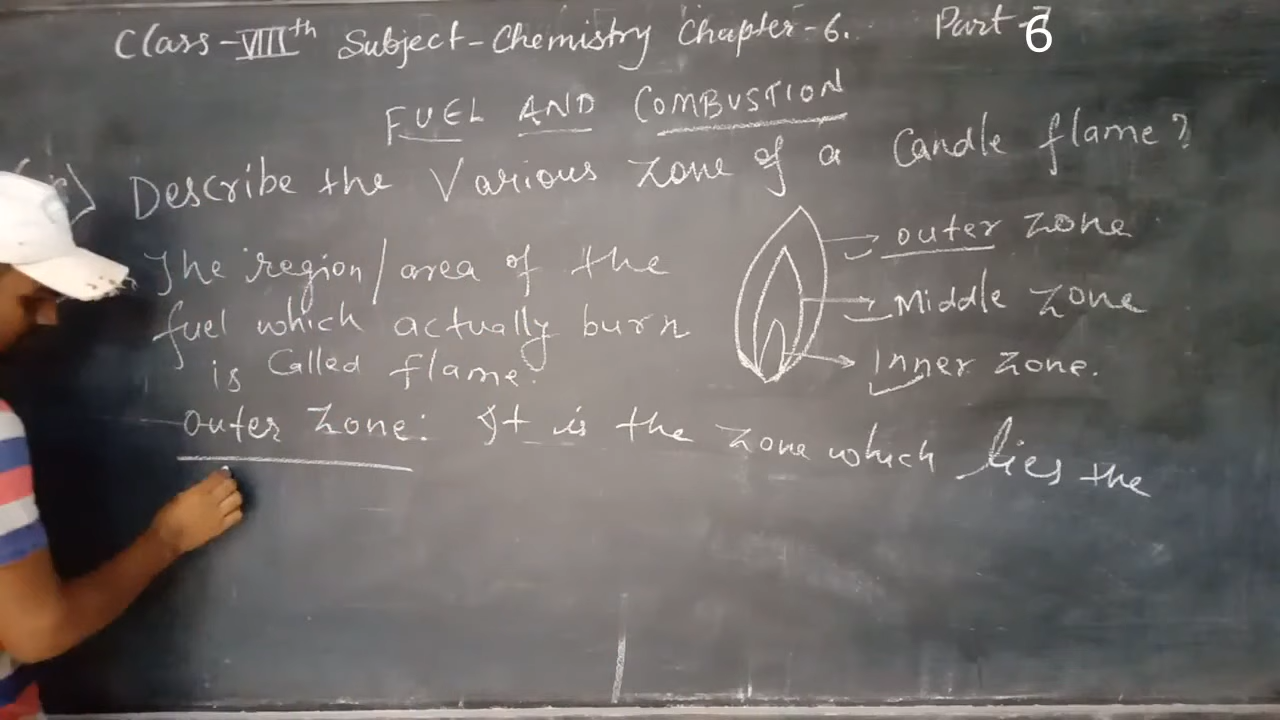 Class-VIIIth Subject-Chemistry Chapter-6. Part-6
FUEL AND COMBUSTION
Describe the Various Zone of a Candle flame?
The region/area of the
fuel which actually burn
is Called flame.
outer zone
Middle zone
Inner zone.
outer zone: It is the zone which lies the